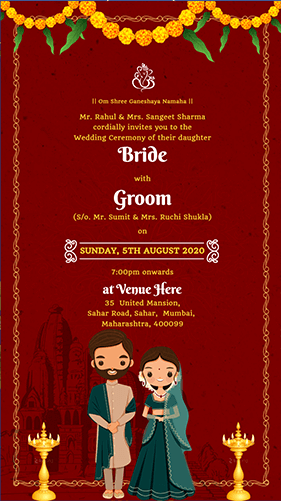 || Om Shree Ganeshaya Namaha ||
Mr. Rahul & Mrs. Sangeet Sharma
cordially invites you to the
Wedding Ceremony of their daughter
Bride
with
Groom
(S/o. Mr. Sumit & Mrs. Ruchi Shukla)
on
SUNDAY, 5TH AUGUST 2020
7:00pm onwards
at Venue Here
35 United Mansion,
Sahar Road, Sahar, Mumbai,
Maharashtra, 400099